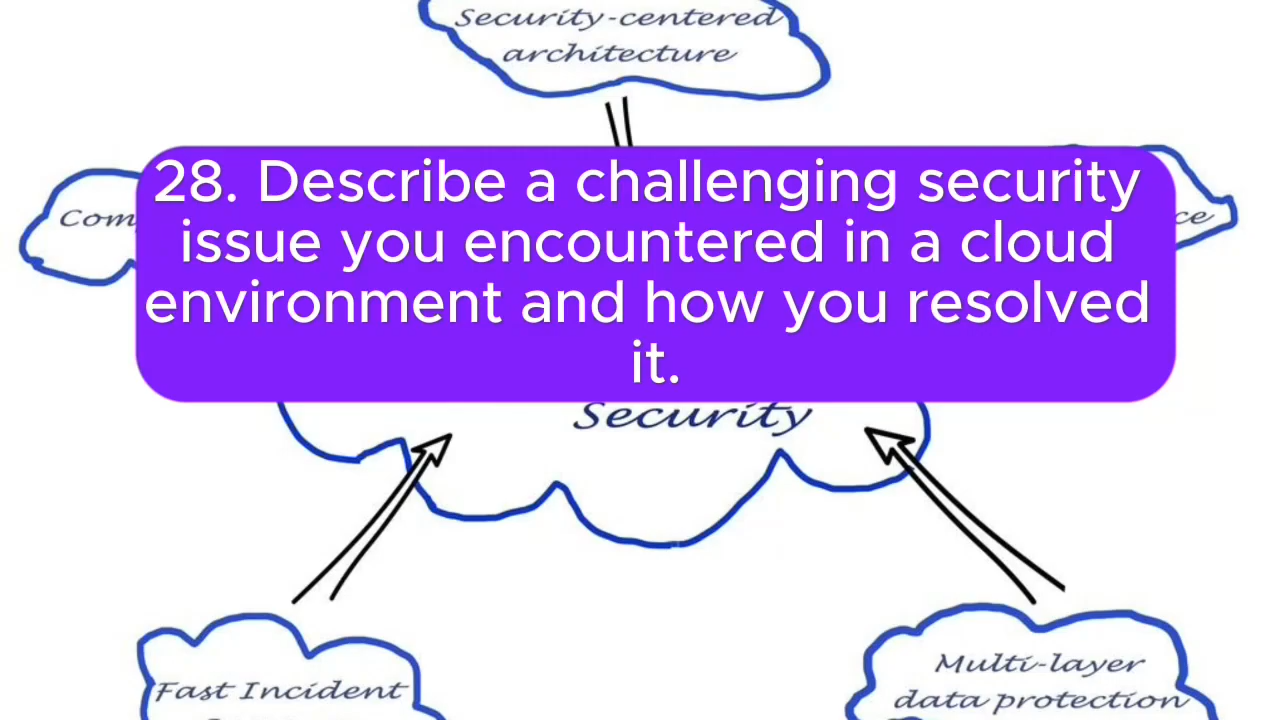 Security-centered
architecture
28. Describe a challenging security
issue you encountered in a cloud
environment and how you resolved
it.
Security
Fast Incident
Multi-layer
data protection